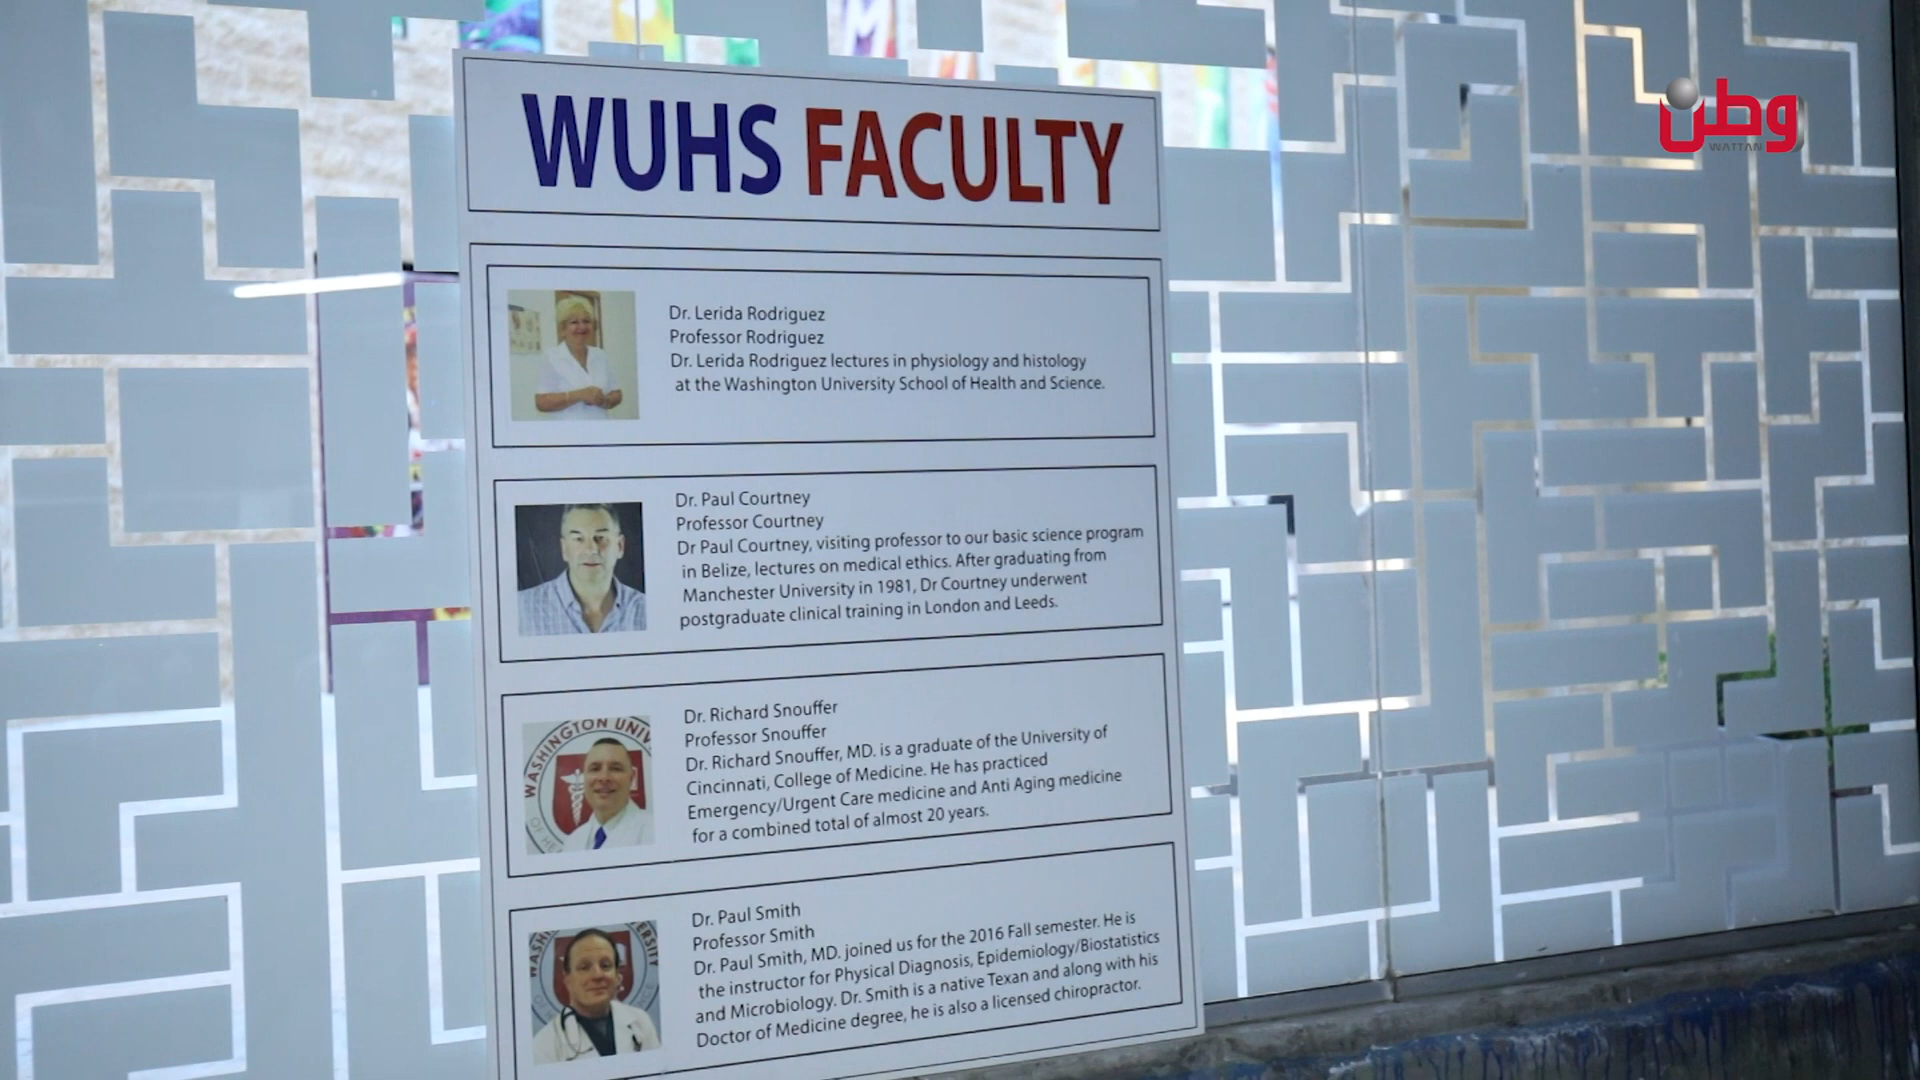 وطن
WATTAN
WUHS FACULTY
Dr. Lerida Rodriguez
Professor Rodriguez
Dr. Lerida Rodriguez lectures in physiology and histology
at the Washington University School of Health and Science.
Dr. Paul Courtney
Professor Courtney
Dr Paul Courtney, visiting professor to our basic science program
in Belize, lectures on medical ethics. After graduating from
Manchester University in 1981, Dr Courtney underwent
postgraduate clinical training in London and Leeds.
WASHINGTON UNIV
OF HEA
Dr. Richard Snouffer
Professor Snouffer
Dr. Richard Snouffer, MD. is a graduate of the University of
Cincinnati, College of Medicine. He has practiced
Emergency/Urgent Care medicine and Anti Aging medicine
for a combined total of almost 20 years.
Dr. Paul Smith
Professor Smith
Dr. Paul Smith, MD. joined us for the 2016 Fall semester. He is
the instructor for Physical Diagnosis, Epidemiology/Biostatistics
and Microbiology. Dr. Smith is a native Texan and along with his
Doctor of Medicine degree, he is also a licensed chiropractor.